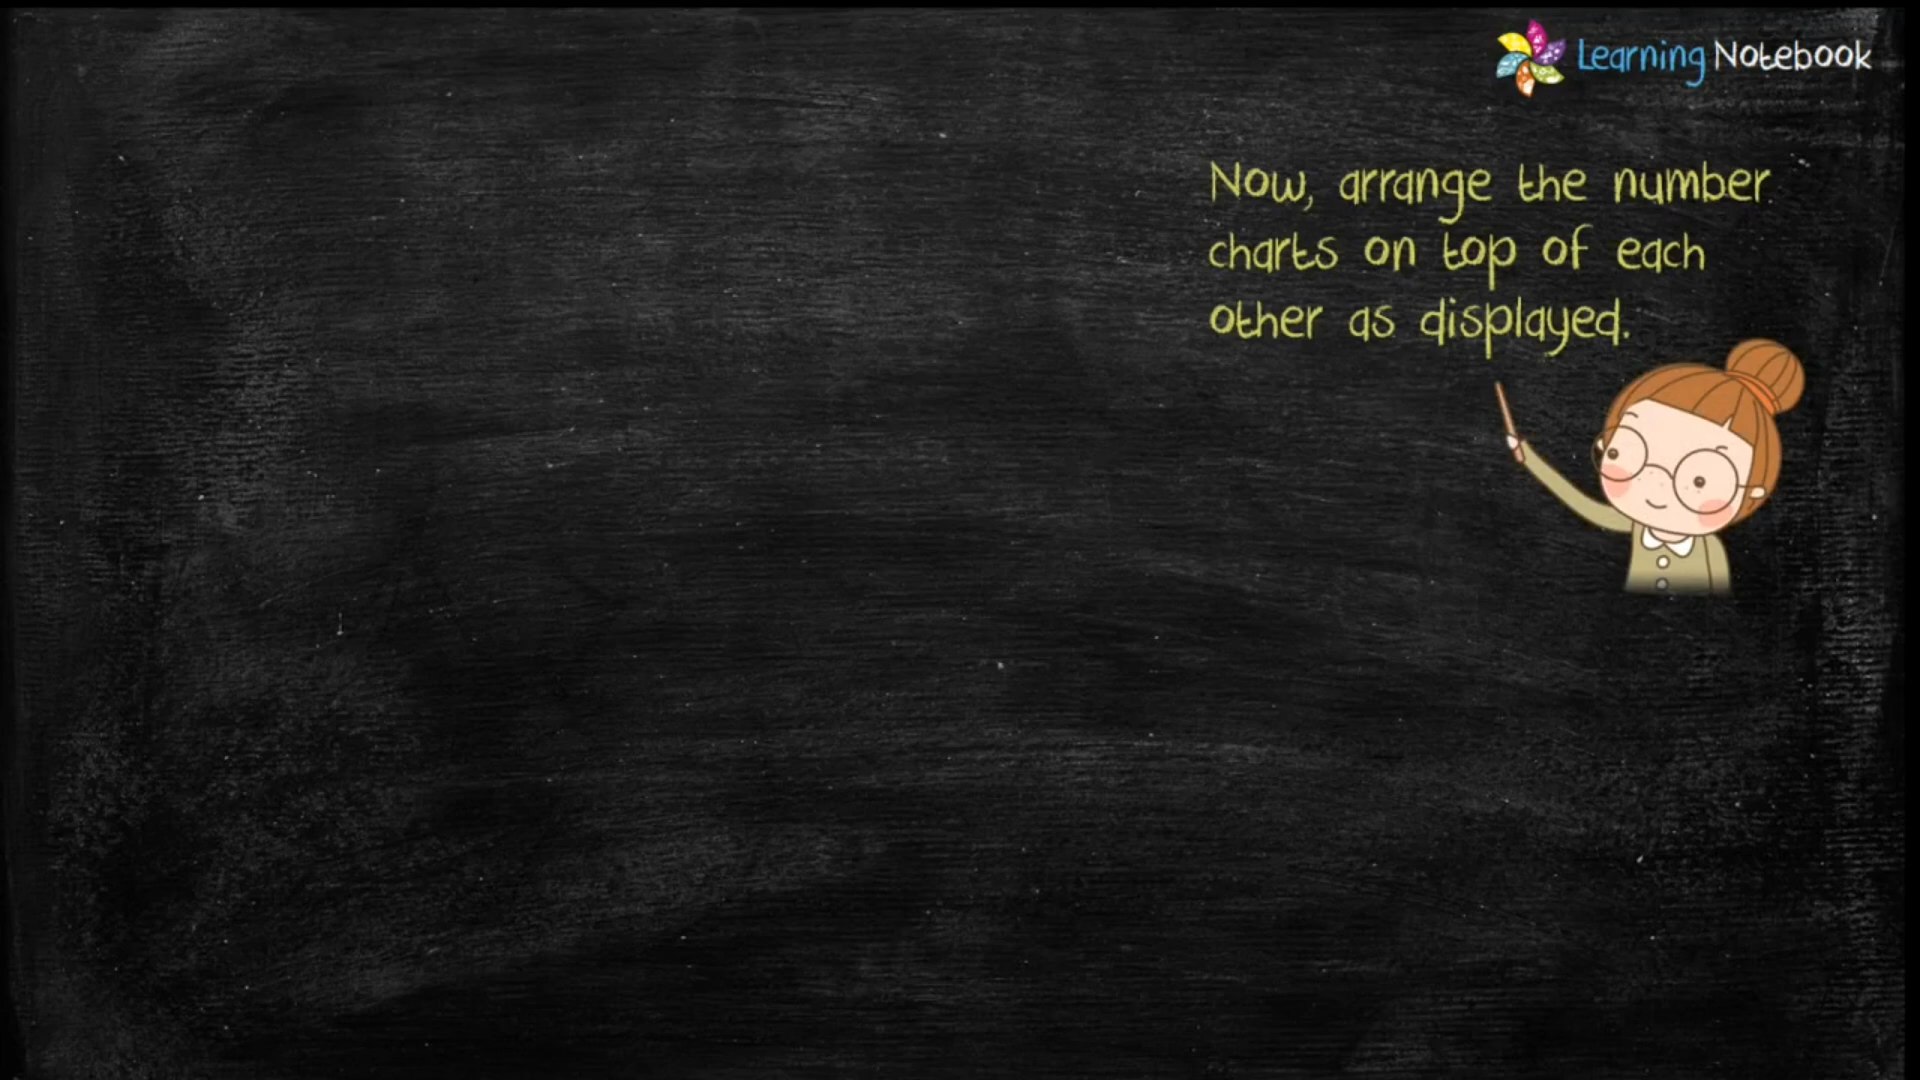 Learning Notebook
Now, arrange the number
charts on top of each
other as displayed.